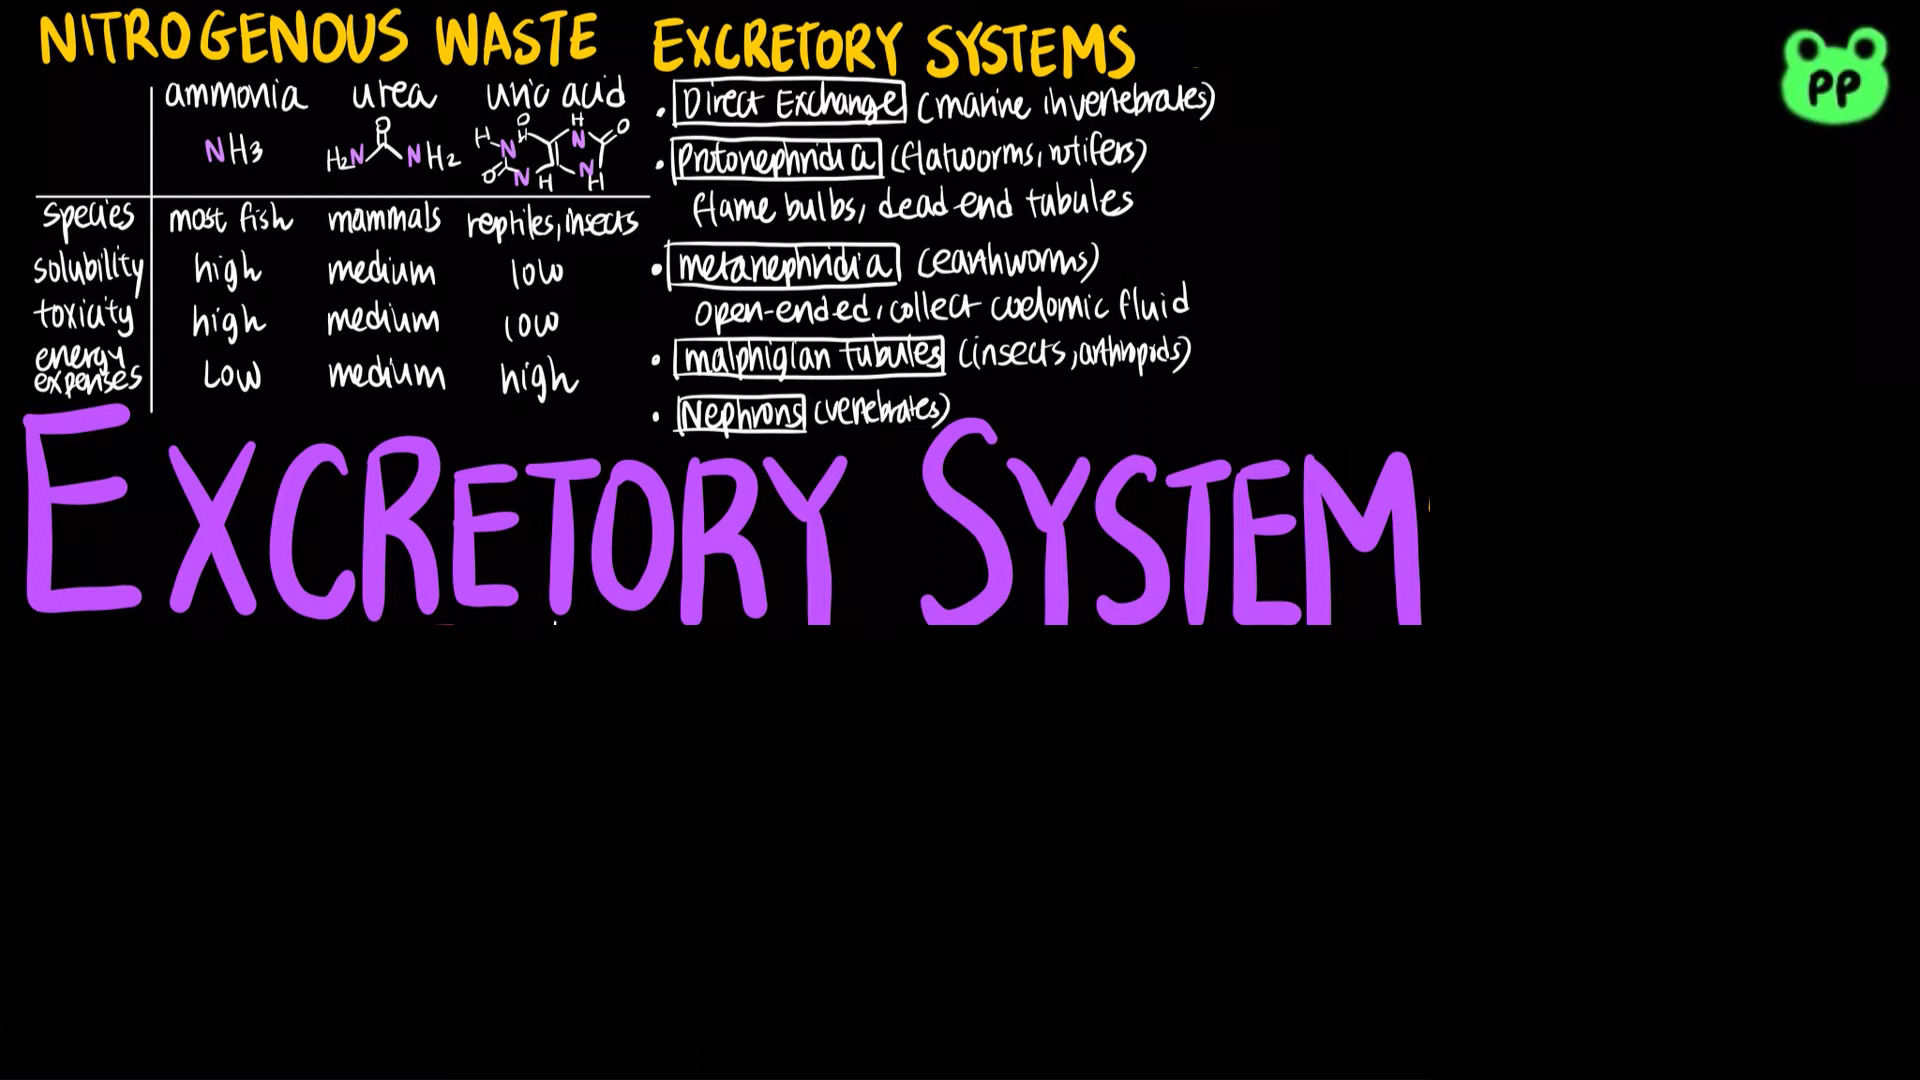 NITROGENOUS WASTE
ammonia urea uric acid
NH3
H2N O NH2
H N O H N O O N H N H
species most fish mammals reptiles, insects
solubility high medium low
toxicity high medium low
energy expenses Low medium high
EXCRETORY SYSTEMS
• Direct Exchange (marine invertebrates)
• Protonephridia (flatworms, rotifers)
flame bulbs, dead-end tubules
• metanephridia (earthworms)
open-ended, collect coelomic fluid
• malphigian tubules (insects, arthropods)
• Nephrons (vertebrates)
EXCRETORY SYSTEM
PP